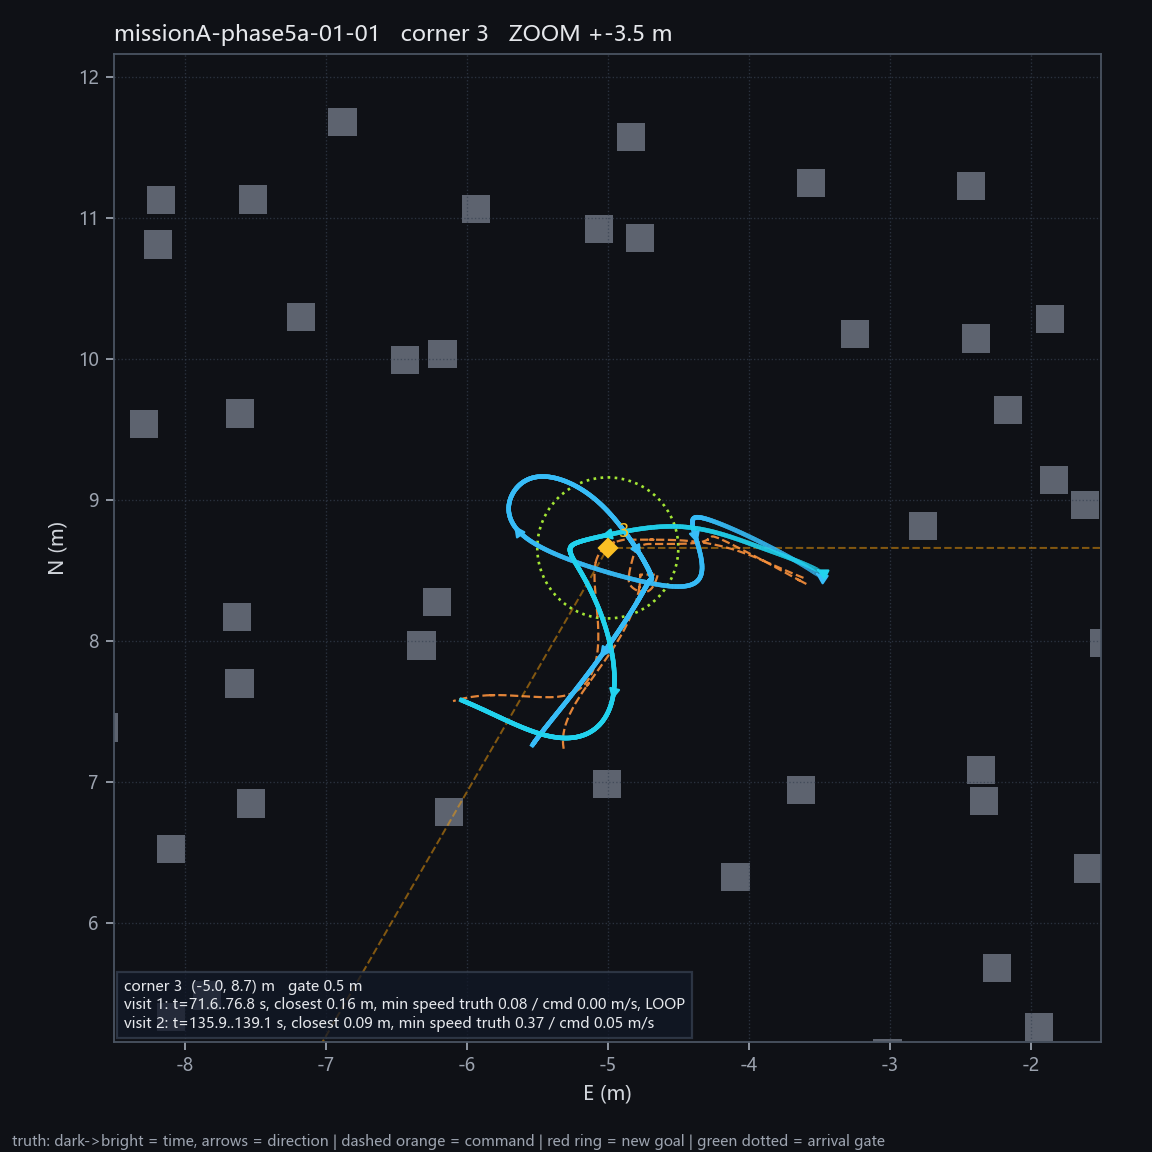 missionA-phase5a-01-01   corner 3   ZOOM +-3.5 m
12
11
10
9
8
7
6
N (m)
3
corner 3  (-5.0, 8.7) m   gate 0.5 m
visit 1: t=71.6..76.8 s, closest 0.16 m, min speed truth 0.08 / cmd 0.00 m/s, LOOP
visit 2: t=135.9..139.1 s, closest 0.09 m, min speed truth 0.37 / cmd 0.05 m/s
-8 -7 -6 -5 -4 -3 -2
E (m)
truth: dark->bright = time, arrows = direction | dashed orange = command | red ring = new goal | green dotted = arrival gate